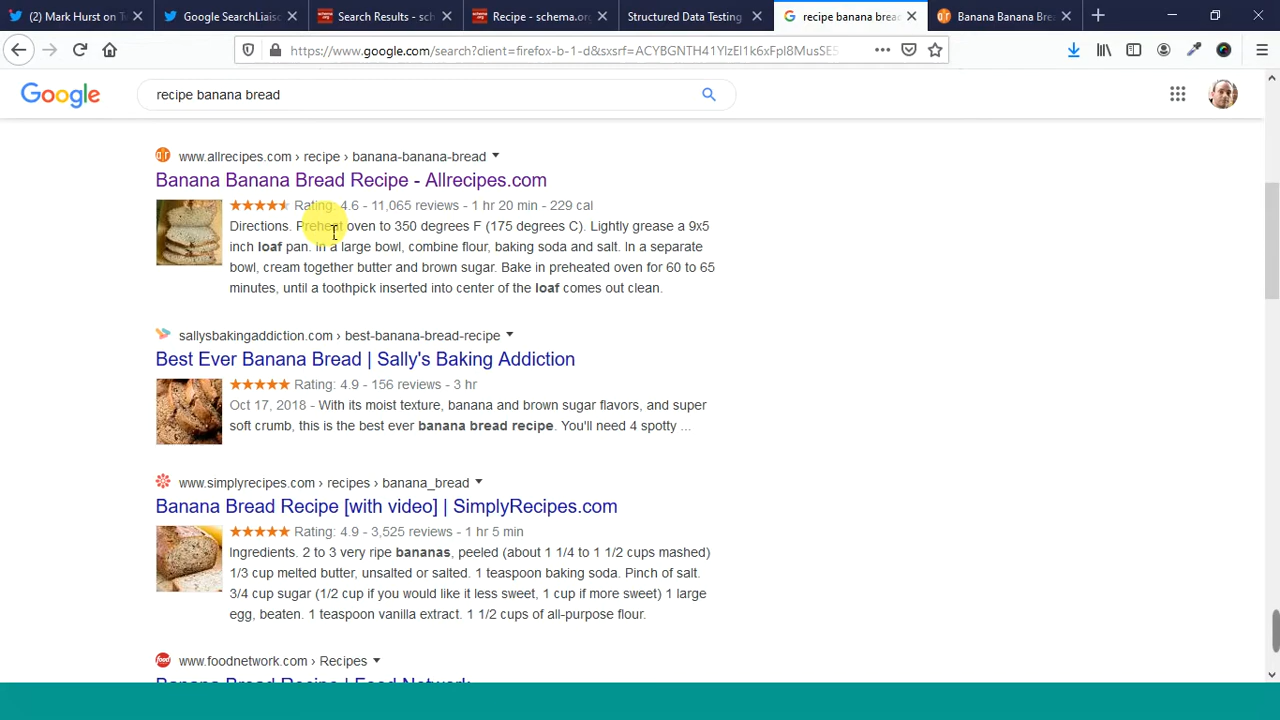 (2) Mark Hurst on T
Google SearchLiaiso
Search Results - sch
Recipe - schema.org
Structured Data Testing
recipe banana bread
Banana Banana Bre
https://www.google.com/search?client=firefox-b-1-d&sxsrf=ACYBGNTH41YlzEl1k6xFpl8MusSE5
Google
recipe banana bread
www.allrecipes.com › recipe › banana-banana-bread
Banana Banana Bread Recipe - Allrecipes.com
Rating: 4.6 - 11,065 reviews - 1 hr 20 min - 229 cal
Directions. Preheat oven to 350 degrees F (175 degrees C). Lightly grease a 9x5
inch loaf pan. In a large bowl, combine flour, baking soda and salt. In a separate
bowl, cream together butter and brown sugar. Bake in preheated oven for 60 to 65
minutes, until a toothpick inserted into center of the loaf comes out clean.
sallysbakingaddiction.com › best-banana-bread-recipe
Best Ever Banana Bread | Sally's Baking Addiction
Rating: 4.9 - 156 reviews - 3 hr
Oct 17, 2018 - With its moist texture, banana and brown sugar flavors, and super
soft crumb, this is the best ever banana bread recipe. You'll need 4 spotty ...
www.simplyrecipes.com › recipes › banana_bread
Banana Bread Recipe [with video] | SimplyRecipes.com
Rating: 4.9 - 3,525 reviews - 1 hr 5 min
Ingredients. 2 to 3 very ripe bananas, peeled (about 1 1/4 to 1 1/2 cups mashed)
1/3 cup melted butter, unsalted or salted. 1 teaspoon baking soda. Pinch of salt.
3/4 cup sugar (1/2 cup if you would like it less sweet, 1 cup if more sweet) 1 large
egg, beaten. 1 teaspoon vanilla extract. 1 1/2 cups of all-purpose flour.
www.foodnetwork.com › Recipes
Banana Bread Recipe | Food Network